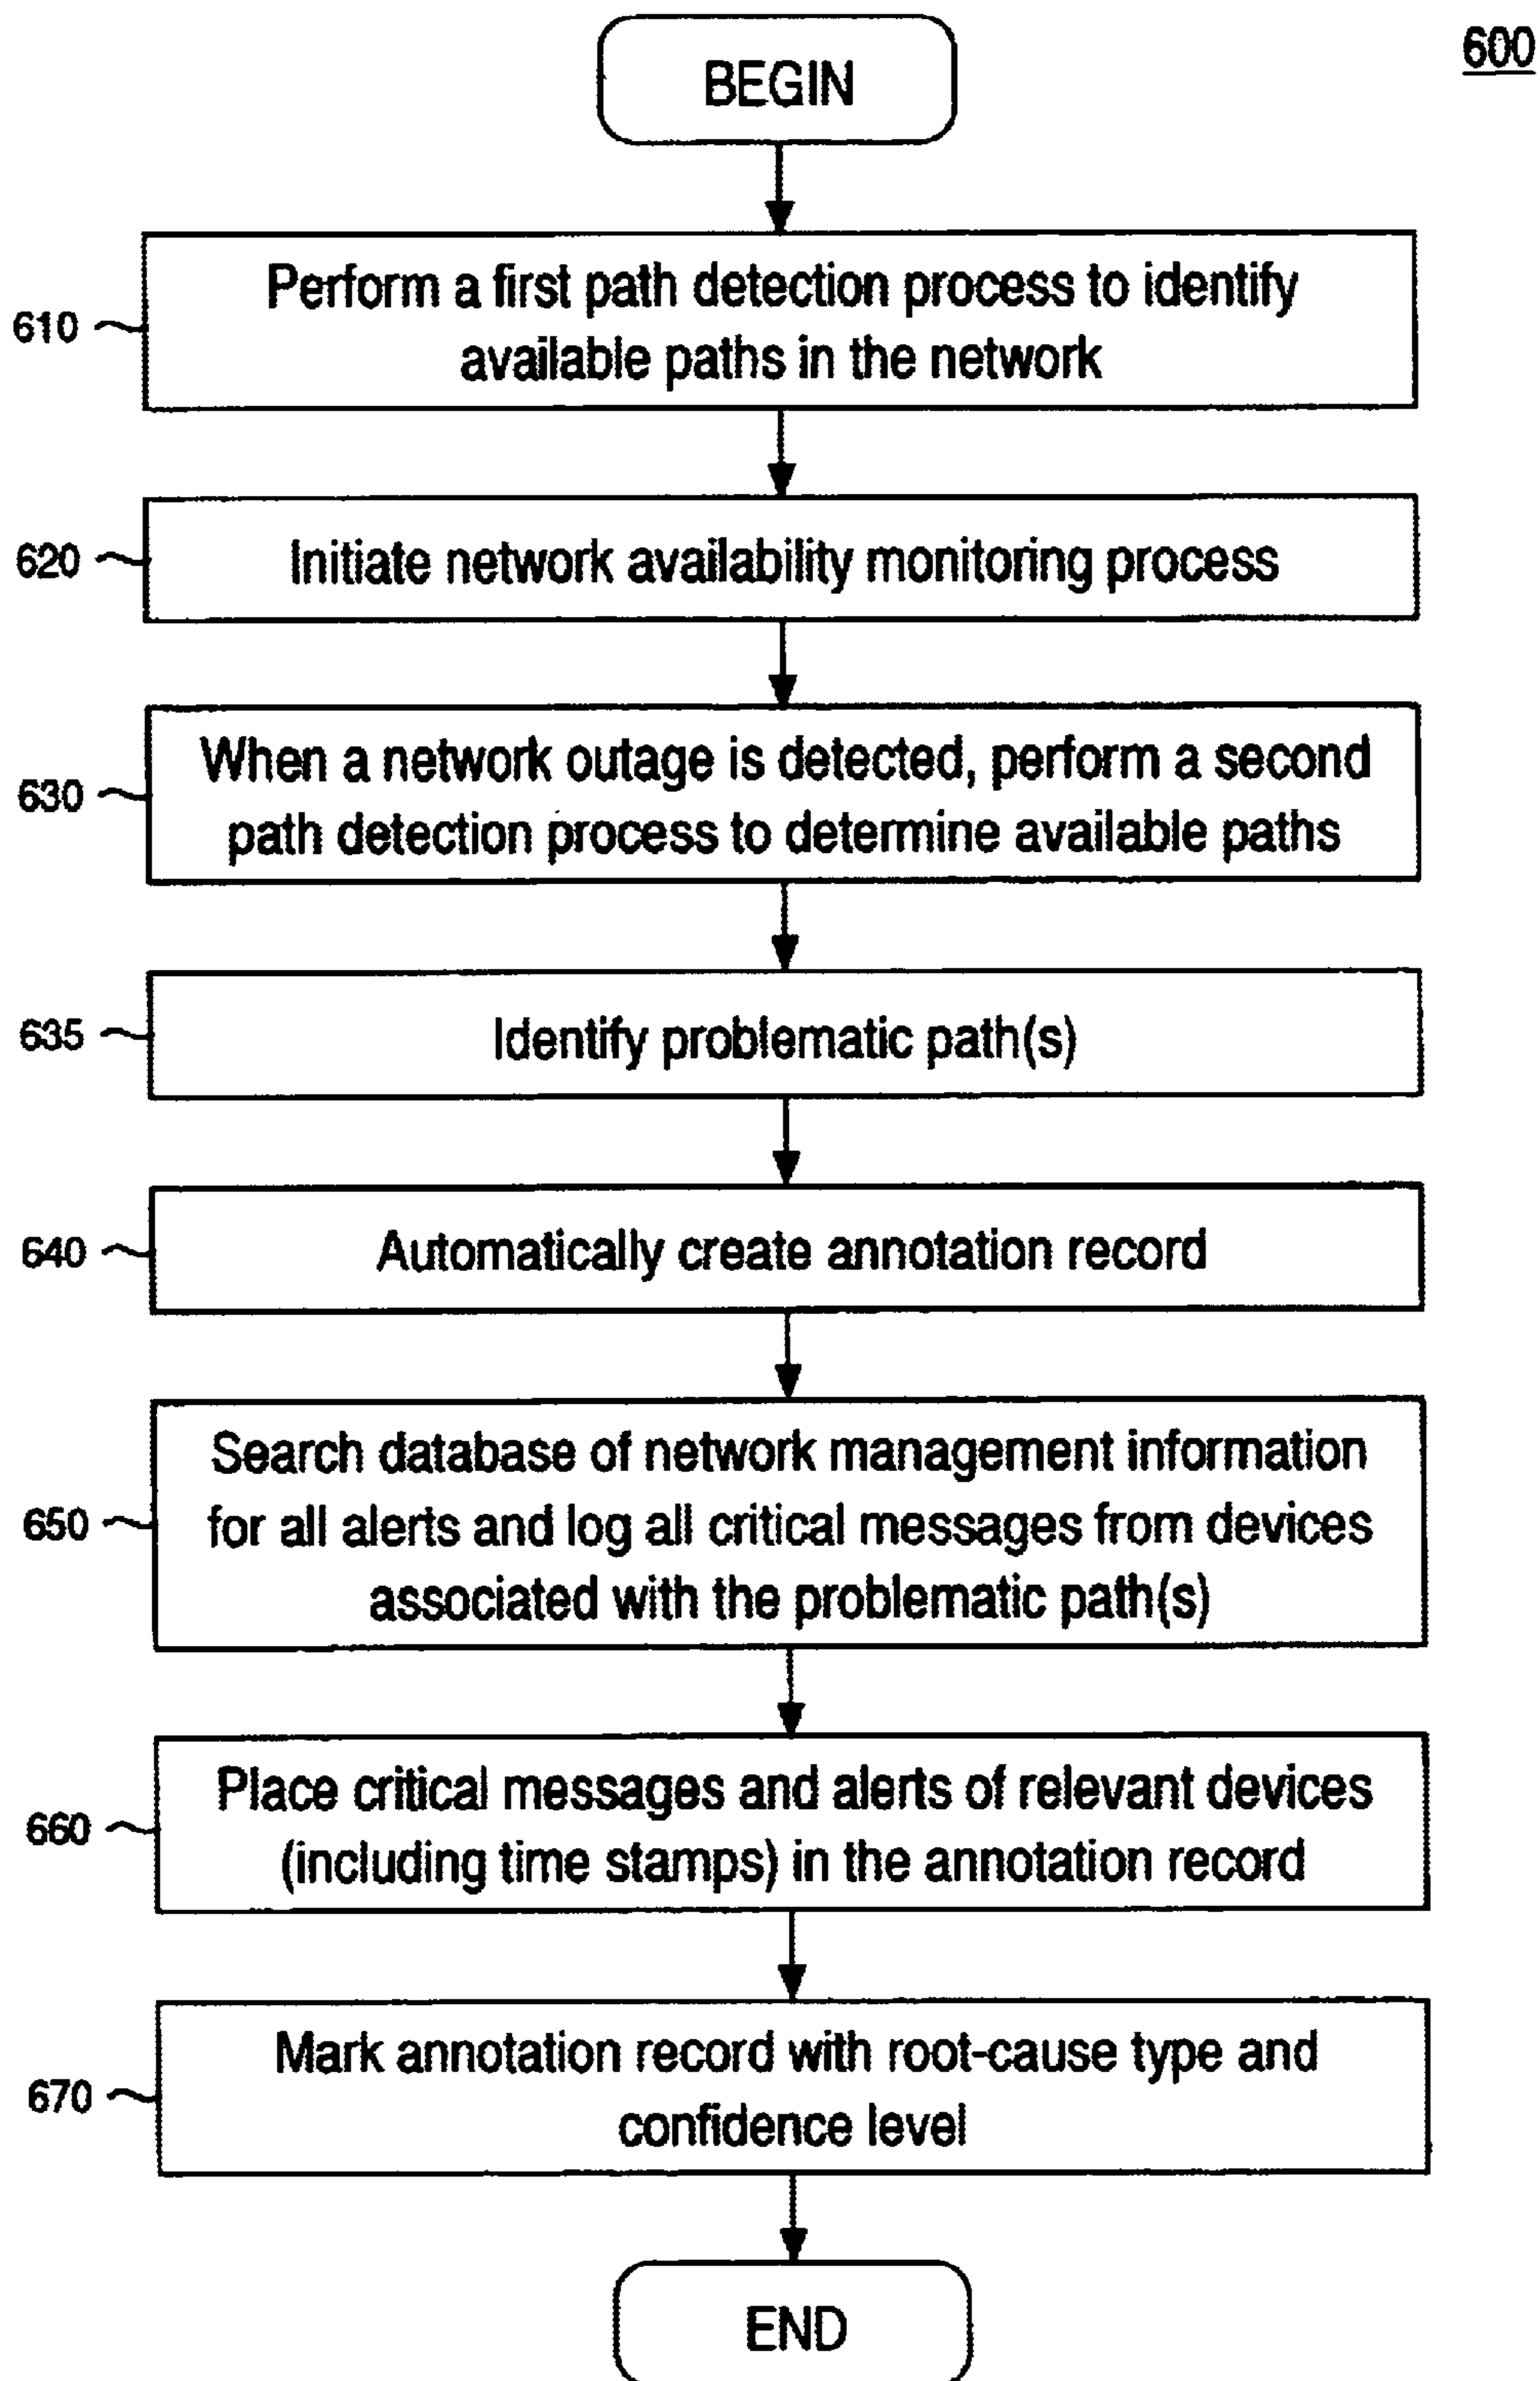 600
BEGIN
610
Perform a first path detection process to identify
available paths in the network
620
Initiate network availability monitoring process
630
When a network outage is detected, perform a second
path detection process to determine available paths
635
Identify problematic path(s)
640
Automatically create annotation record
650
Search database of network management information
for all alerts and log all critical messages from devices
associated with the problematic path(s)
660
Place critical messages and alerts of relevant devices
(including time stamps) in the annotation record
670
Mark annotation record with root-cause type and
confidence level
END